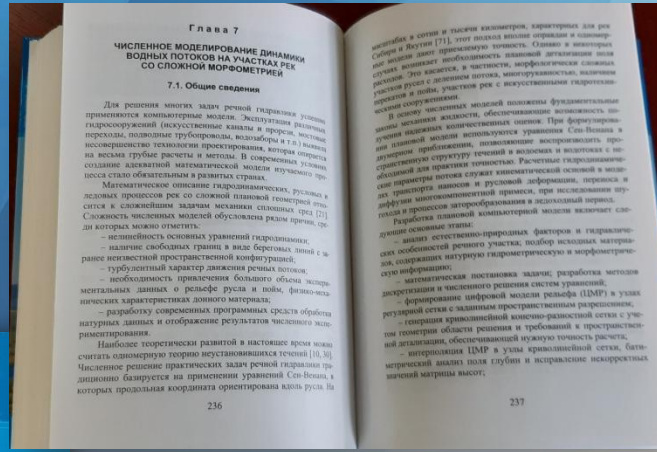 Глава 7
ЧИСЛЕННОЕ МОДЕЛИРОВАНИЕ ДИНАМИКИ
ВОДНЫХ ПОТОКОВ НА УЧАСТКАХ РЕК
СО СЛОЖНОЙ МОРФОМЕТРИЕЙ
7.1. Общие сведения
Для решения многих задач речной гидравлики успешно
применяются компьютерные модели. Эксплуатация различных
гидросооружений (искусственные каналы и прорези, мостовые
переходы, подводные трубопроводы, водозаборы и т.п.) выявила
несовершенство технологии проектирования, которая опирается
на весьма грубые расчеты и методы. В современных условиях
создание адекватной математической модели изучаемого про-
цесса стало обязательным в развитых странах.
Математическое описание гидродинамических, русловых и
ледовых процессов рек со сложной плановой геометрией отно-
сится к сложнейшим задачам механики сплошных сред [21].
Сложность численных моделей обусловлена рядом причин, сре-
ди которых можно отметить:
– нелинейность основных уравнений гидродинамики;
– наличие свободных границ в виде береговых линий с за-
ранее неизвестной пространственной конфигурацией;
– турбулентный характер движения речных потоков;
– необходимость привлечения большого объема экспери-
ментальных данных о рельефе русла и пойм, физико-меха-
нических характеристиках донного материала;
– разработку современных программных средств обработки
натурных данных и отображение результатов численного экспе-
риментирования.
Наиболее теоретически развитой в настоящее время можно
считать одномерную теорию неустановившихся течений [10, 30].
Численное решение практических задач речной гидравлики тра-
диционно базируется на применении уравнений Сен-Венана, в
которых продольная координата ориентирована вдоль русла. На
236
масштабах в сотни и тысячи километров, характерных для рек
Сибири и Якутии [71], этот подход вполне оправдан и одномер-
ные модели дают приемлемую точность. Однако в некоторых
случаях возникает необходимость плановой детализации поля
расходов. Это касается, в частности, морфологически сложных
участков русел с делением потока, многорукавностью, наличием
перекатов и пойм, участков рек с искусственными гидротехни-
ческими сооружениями.
В основу численных моделей положены фундаментальные
законы механики жидкости, обеспечивающие возможность по-
лучения надежных количественных оценок. При формулирова-
нии плановой модели используются уравнения Сен-Венана в
двумерном приближении, позволяющие воспроизводить про-
странственную структуру течений в водоемах и водотоках с не-
обходимой для практики точностью. Расчетные гидродинамиче-
ские параметры потока служат кинематической основой в моде-
лях транспорта наносов и русловой деформации, переноса и
диффузии многокомпонентной примеси, при исследовании шу-
гохода и процессов заторообразования в ледоходный период.
Разработка плановой компьютерной модели включает сле-
дующие основные этапы:
– анализ естественно-природных факторов и гидравличе-
ских особенностей речного участка; подбор исходных материа-
лов, содержащих натурную гидрометрическую и морфометриче-
скую информацию;
– математическая постановка задачи; разработка методов
дискретизации и численного решения систем уравнений;
– формирование цифровой модели рельефа (ЦМР) в узлах
регулярной сетки с заданным пространственным разрешением;
– генерация криволинейной конечно-разностной сетки с уче-
том геометрии области решения и требований к пространствен-
ной детализации, обеспечивающей нужную точность расчета;
– интерполяция ЦМР в узлы криволинейной сетки, бати-
метрический анализ поля глубин и исправление некорректных
значений матрицы высот;
237